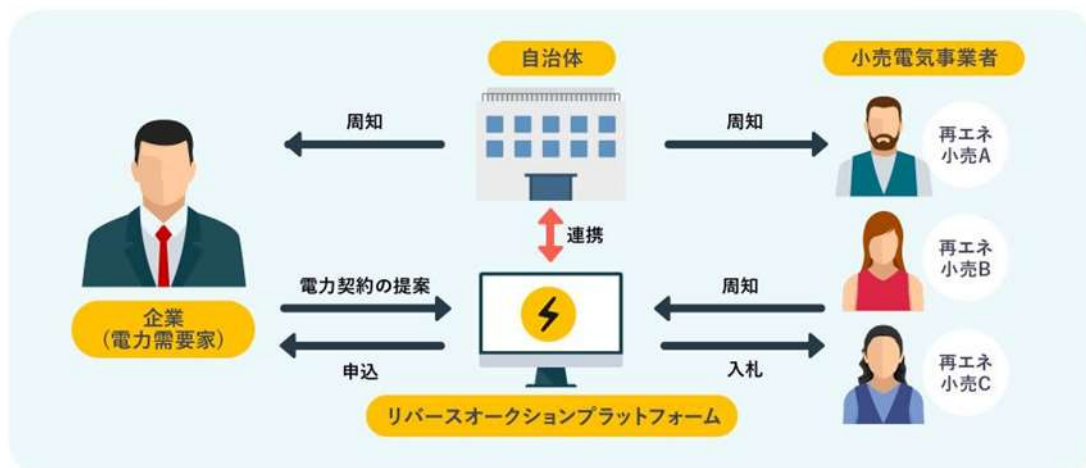 自治体
小売電気事業者
周知
周知
再エネ
小売A
連携
再エネ
小売B
電力契約の提案
周知
企業
(電力需要家)
申込
入札
再エネ
小売C
リバースオークションプラットフォーム